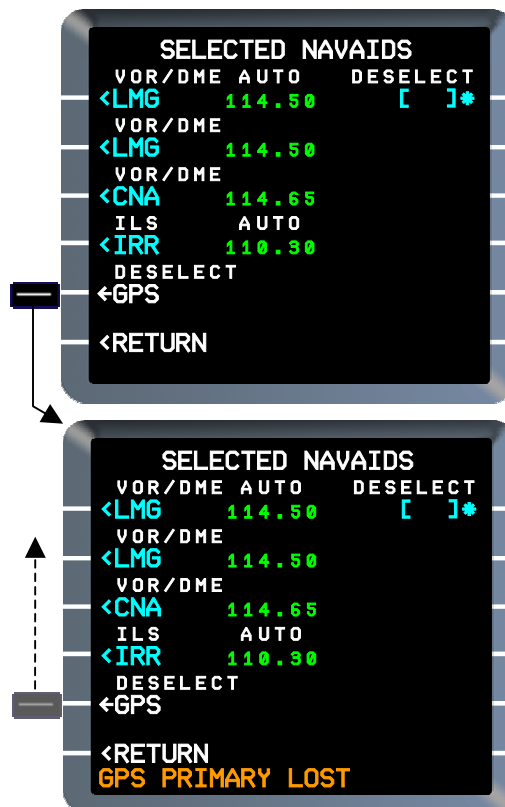 SELECTED NAVAIDS
VOR/DME AUTO DESELECT
<LMG 114.50 [ ]*
VOR/DME
<LMG 114.50
VOR/DME
<CNA 114.65
ILS AUTO
<IRR 110.30
DESELECT
←GPS
<RETURN
SELECTED NAVAIDS
VOR/DME AUTO DESELECT
<LMG 114.50 [ ]*
VOR/DME
<LMG 114.50
VOR/DME
<CNA 114.65
ILS AUTO
<IRR 110.30
DESELECT
←GPS
<RETURN
GPS PRIMARY LOST